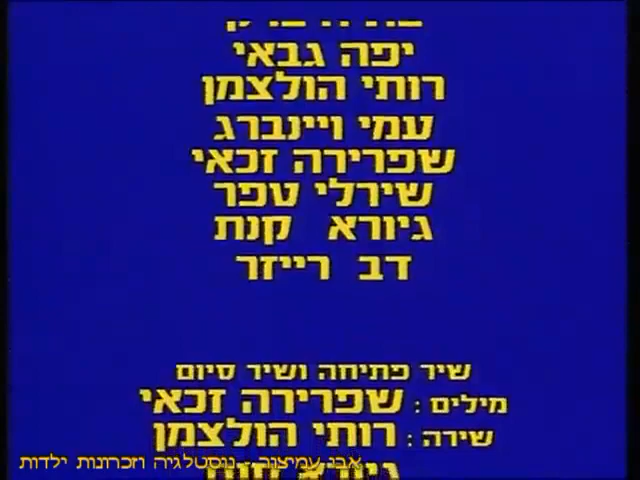 יפה גבאי
רותי הולצמן
עמי ויינברג
שפרירה זכאי
שירלי טפר
גיורא קנת
דב רייזר
שיר פתיחה ושיר סיום
מילים : שפרירה זכאי
שירה : רותי הולצמן
אבי עמיצור - נוסטלגיה וזכרונות ילדות